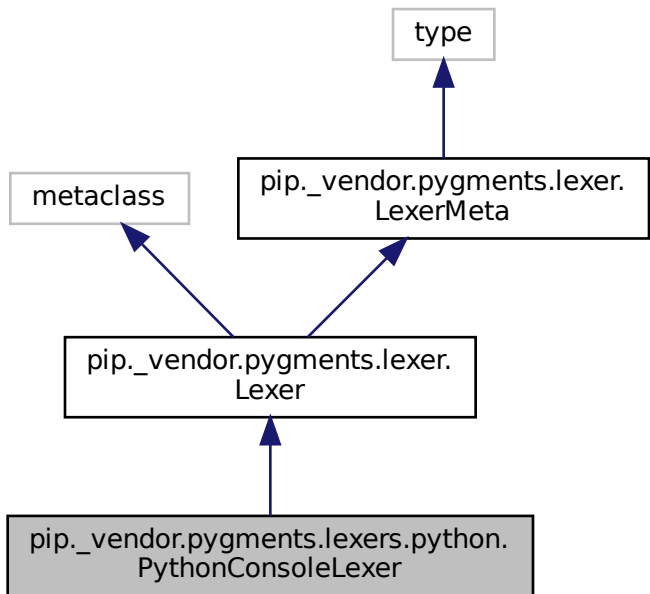 type
pip._vendor.pygments.lexer.
LexerMeta
metaclass
pip._vendor.pygments.lexer.
Lexer
pip._vendor.pygments.lexers.python.
PythonConsoleLexer